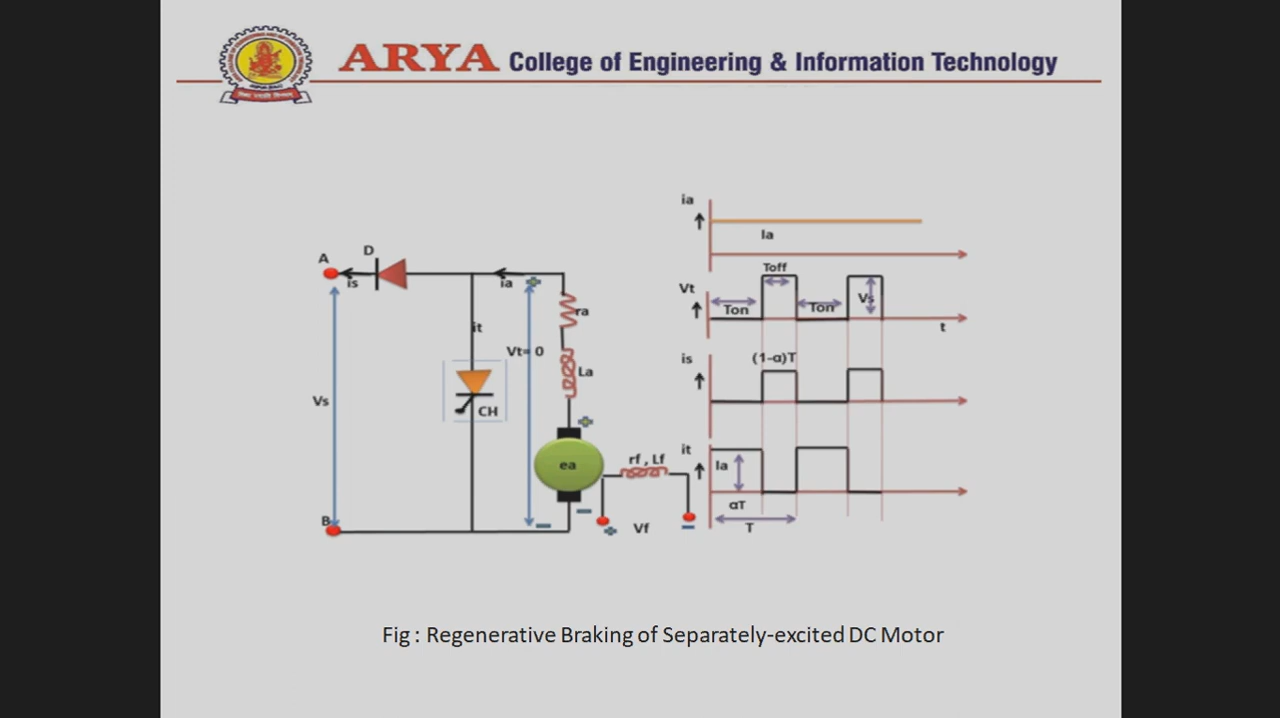 ARYA College of Engineering & Information Technology
ia
Ia
A
D
is
ia
Toff
Vt
Ton
Ton
Vs
t
ra
it
Vt= 0
La
is
(1-α)T
Vs
CH
ea
rf , Lf
it
Ia
αT
T
B
Vf
Fig : Regenerative Braking of Separately-excited DC Motor